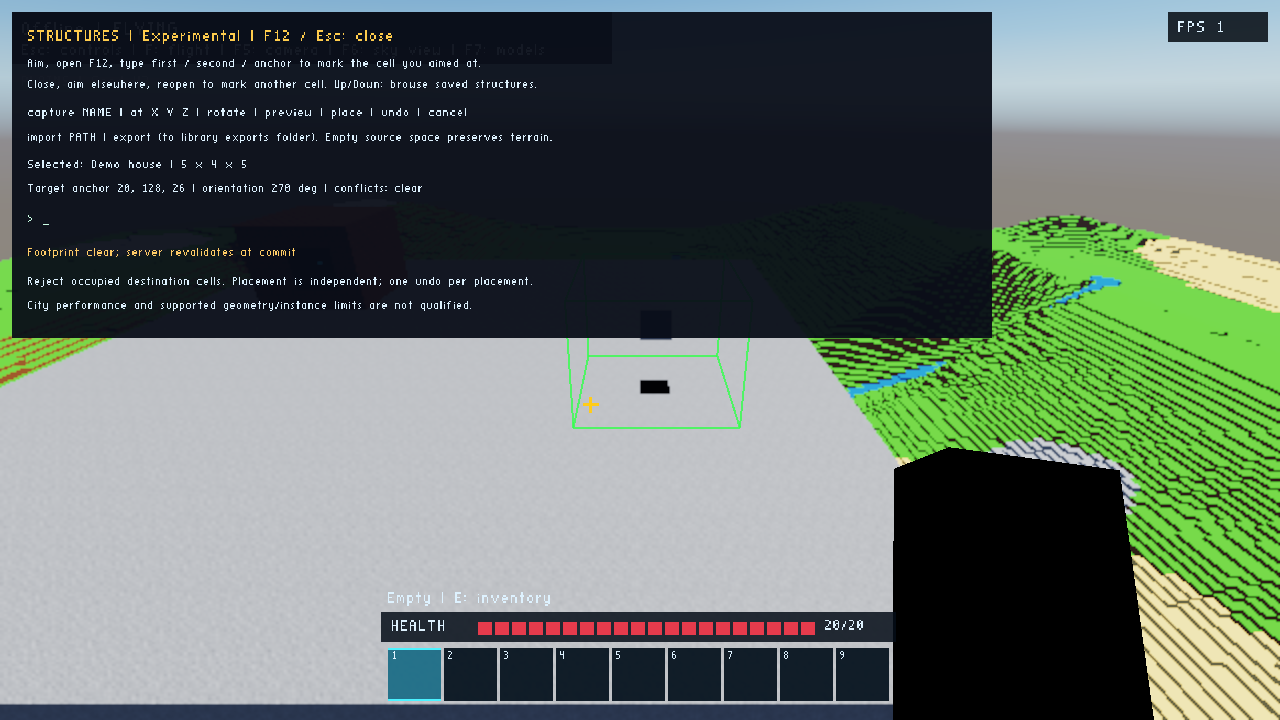 STRUCTURES | Experimental | F12 / Esc: close
FPS 1
Aim, open F12, type first / second / anchor to mark the cell you aimed at.
Close, aim elsewhere, reopen to mark another cell. Up/Down: browse saved structures.
capture NAME | at X Y Z | rotate | preview | place | undo | cancel
import PATH | export (to library exports folder). Empty source space preserves terrain.
Selected: Demo house | 5 x 4 x 5
Target anchor 20, 128, 26 | orientation 270 deg | conflicts: clear
> _
Footprint clear; server revalidates at commit
Reject occupied destination cells. Placement is independent; one undo per placement.
City performance and supported geometry/instance limits are not qualified.
Empty | E: inventory
HEALTH 20/20
1 2 3 4 5 6 7 8 9